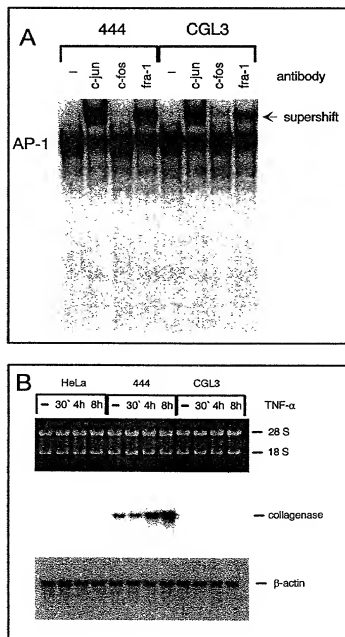 A
444 CGL3
– c-jun c-fos fra-1 – c-jun c-fos fra-1 antibody
← supershift
AP-1
B
HeLa 444 CGL3
– 30` 4h 8h – 30` 4h 8h – 30` 4h 8h TNF-α
– 28 S
– 18 S
– collagenase
– β-actin